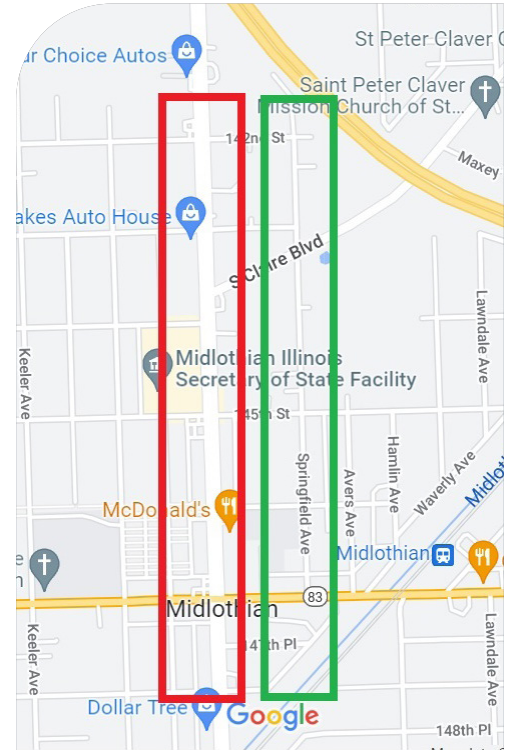 ur Choice Autos
St Peter Claver C
Saint Peter Claver
Mission Church of St...
142nd St
Maxey
akes Auto House
S Claire Blvd
Lawndale Ave
Keeler Ave
Midlothian Illinois
Secretary of State Facility
145th St
Hamlin Ave
Springfield Ave
Avers Ave
Waverly Ave
Midlot
McDonald's
Midlothian
e
n
83
Midlothian
Keeler Ave
147th Pl
Lawndale Ave
Dollar Tree
Google
148th Pl